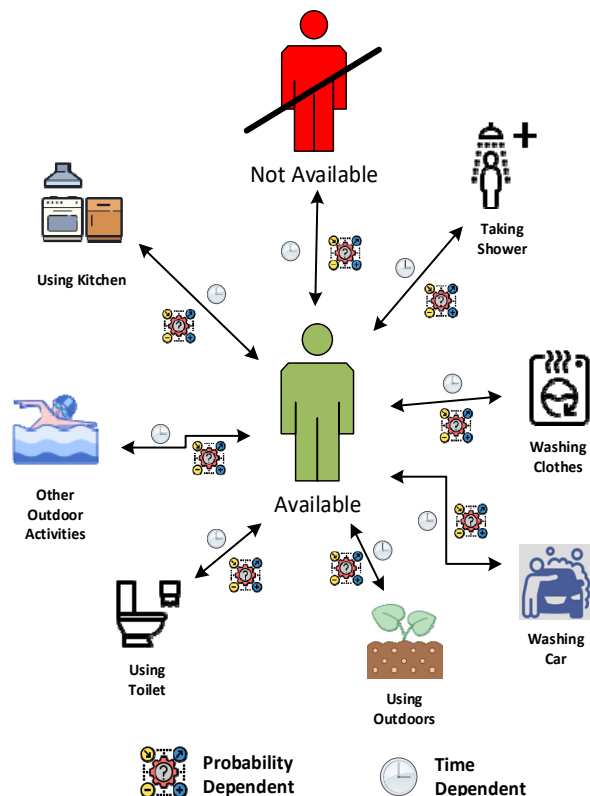 Not Available
Taking
Shower
Using Kitchen
Washing
Clothes
Other
Outdoor
Activities
Available
Washing
Car
Using
Toilet
Using
Outdoors
Probability
Dependent
Time
Dependent